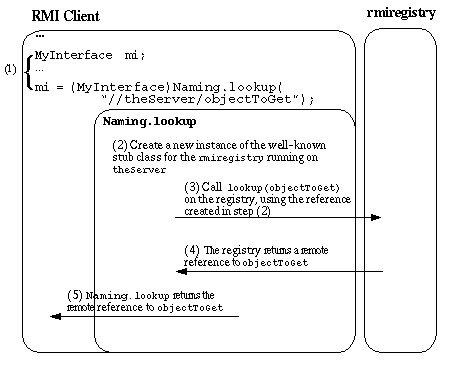 RMI Client
rmiregistry
...
MyInterface mi;
(1)
...
mi = (MyInterface)Naming.lookup(
"//theServer/objectToGet");
Naming.lookup
(2) Create a new instance of the well-known
stub class for the rmiregistry running on
theServer
(3) Call lookup(objectToGet)
on the registry, using the reference
created in step (2)
(4) The registry returns a remote
reference to objectToGet
(5) Naming.lookup returns the
remote reference to objectToGet